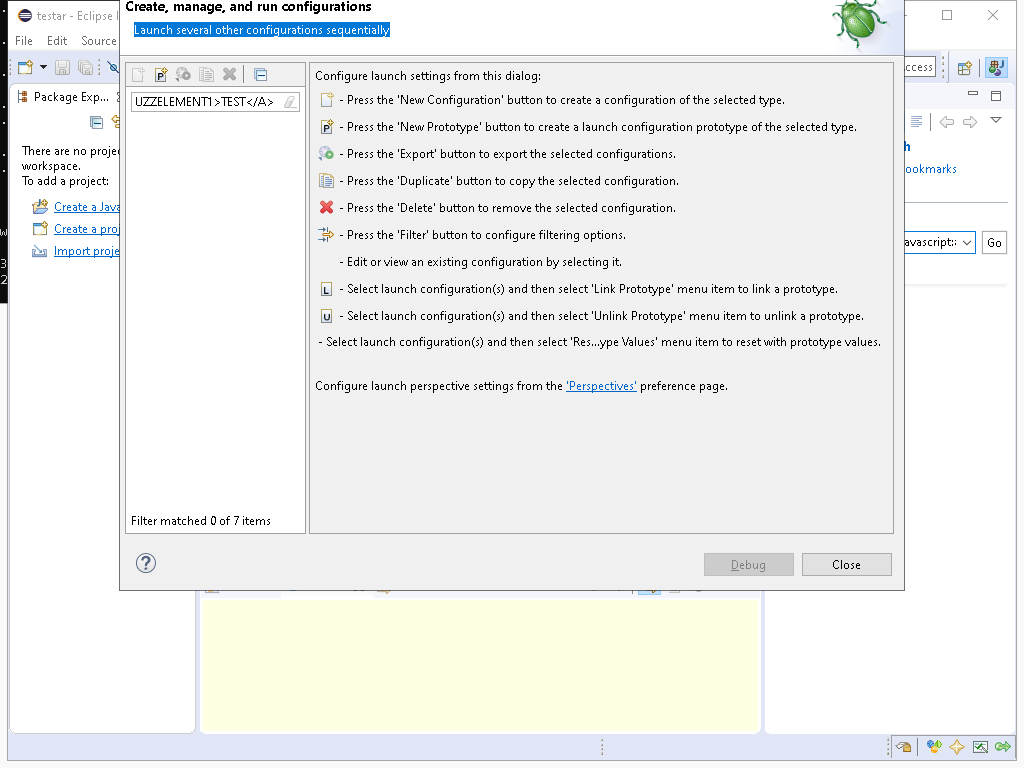 Create, manage, and run configurations
testar - Eclipse
Launch several other configurations sequentially
File Edit Source
Package Exp...
UZZELEMENT1>TEST</A>
Configure launch settings from this dialog:
- Press the 'New Configuration' button to create a configuration of the selected type.
- Press the 'New Prototype' button to create a launch configuration prototype of the selected type.
- Press the 'Export' button to export the selected configurations.
- Press the 'Duplicate' button to copy the selected configuration.
- Press the 'Delete' button to remove the selected configuration.
- Press the 'Filter' button to configure filtering options.
- Edit or view an existing configuration by selecting it.
- Select launch configuration(s) and then select 'Link Prototype' menu item to link a prototype.
- Select launch configuration(s) and then select 'Unlink Prototype' menu item to unlink a prototype.
- Select launch configuration(s) and then select 'Res...ype Values' menu item to reset with prototype values.
Configure launch perspective settings from the 'Perspectives' preference page.
There are no proje
workspace.
To add a project:
Create a Java
Create a proj
Import proje
ccess
h
ookmarks
avascript:
Go
Filter matched 0 of 7 items
Debug
Close